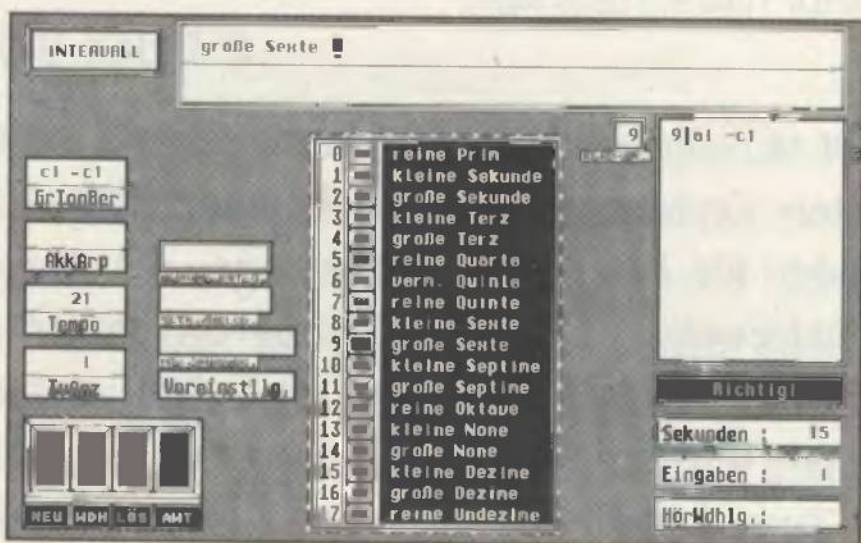 INTERVALL
große Sexte
9
9 a1 -c1
c1 -c1
GrTonBer
AkkArp
21
Tempo
1
TwAnz
Voreinstllg.
0 reine Prim
1 kleine Sekunde
2 große Sekunde
3 kleine Terz
4 große Terz
5 reine Quarte
6 verm. Quinte
7 reine Quinte
8 kleine Sexte
9 große Sexte
10 kleine Septime
11 große Septime
12 reine Oktave
13 kleine None
14 große None
15 kleine Dezime
16 große Dezime
17 reine Undezime
Richtig!
Sekunden : 15
Eingaben : 1
HörWdhlg.:
NEU WDH LÖS AWT